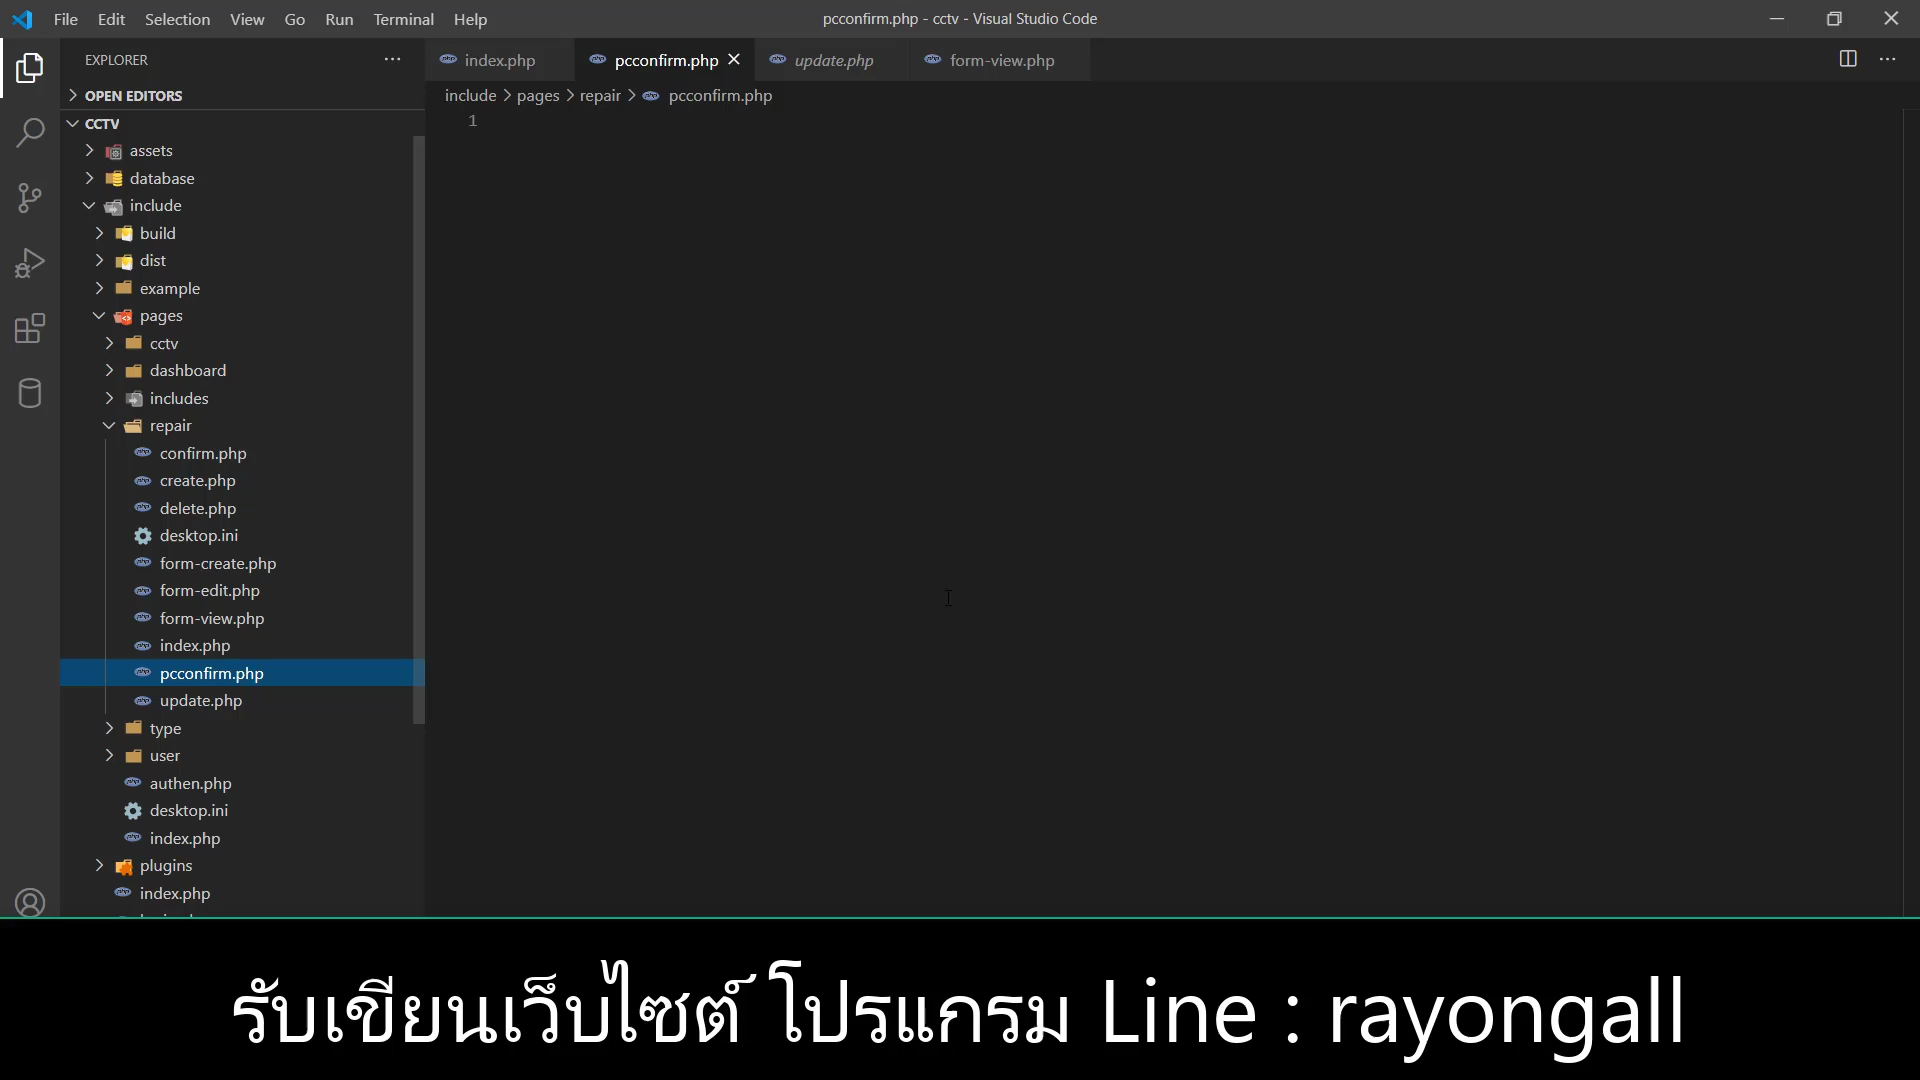 File Edit Selection View Go Run Terminal Help
pcconfirm.php - cctv - Visual Studio Code
EXPLORER
index.php
pcconfirm.php
update.php
form-view.php
OPEN EDITORS
include > pages > repair > pcconfirm.php
CCTV
1
assets
database
include
build
dist
example
pages
cctv
dashboard
includes
repair
confirm.php
create.php
delete.php
desktop.ini
form-create.php
form-edit.php
form-view.php
index.php
pcconfirm.php
update.php
type
user
authen.php
desktop.ini
index.php
plugins
index.php
รับเขียนเว็บไซต์ โปรแกรม Line : rayongall